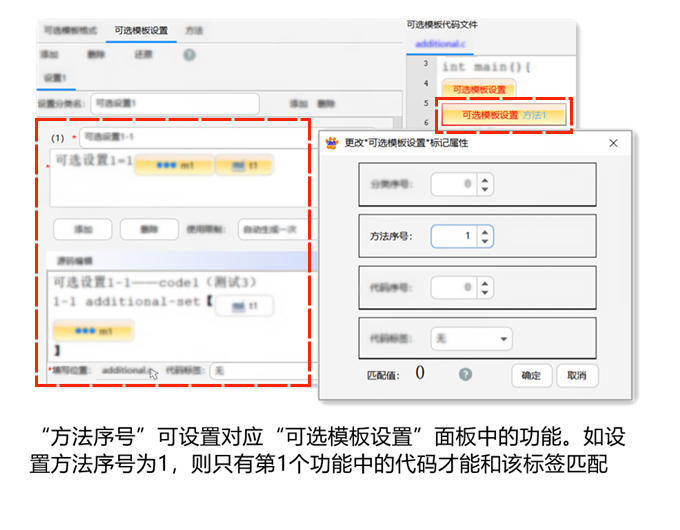 可选模板格式 可选模板设置 方法
添加 删除 还原
设置1
设置分类名: 可选设置1 添加 删除
(1) * 可选设置1-1
* 可选设置1=1 m1 t1
添加 删除 使用限制: 自动生成一次
源码编辑
可选设置1-1——code1（测试3）
1-1 additional-set【 t1
m1
】
*填写位置: additional.c 代码标签: 无
可选模板代码文件
additional.c
3 int main(){
4 可选模板设置
5 可选模板设置 方法1
6
更改"可选模板设置"标记属性
分类序号: 0
方法序号: 1
代码序号: 0
代码标签: 无
匹配值: 0 确定 取消
“方法序号”可设置对应“可选模板设置”面板中的功能。如设
置方法序号为1，则只有第1个功能中的代码才能和该标签匹配